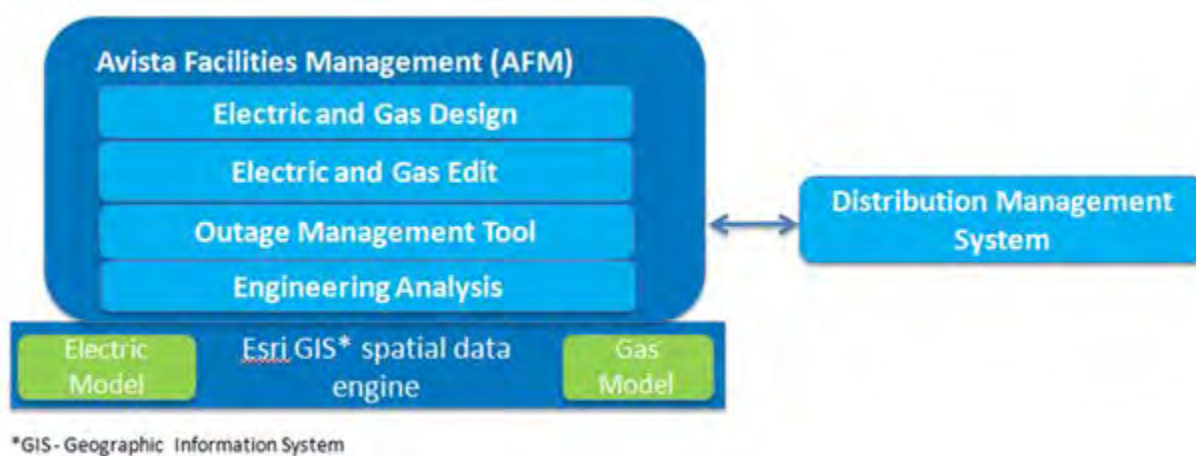 Avista Facilities Management (AFM)
Electric and Gas Design
Electric and Gas Edit
Outage Management Tool
Engineering Analysis
Distribution Management
System
Electric
Model
Esri GIS* spatial data
engine
Gas
Model
*GIS- Geographic Information System